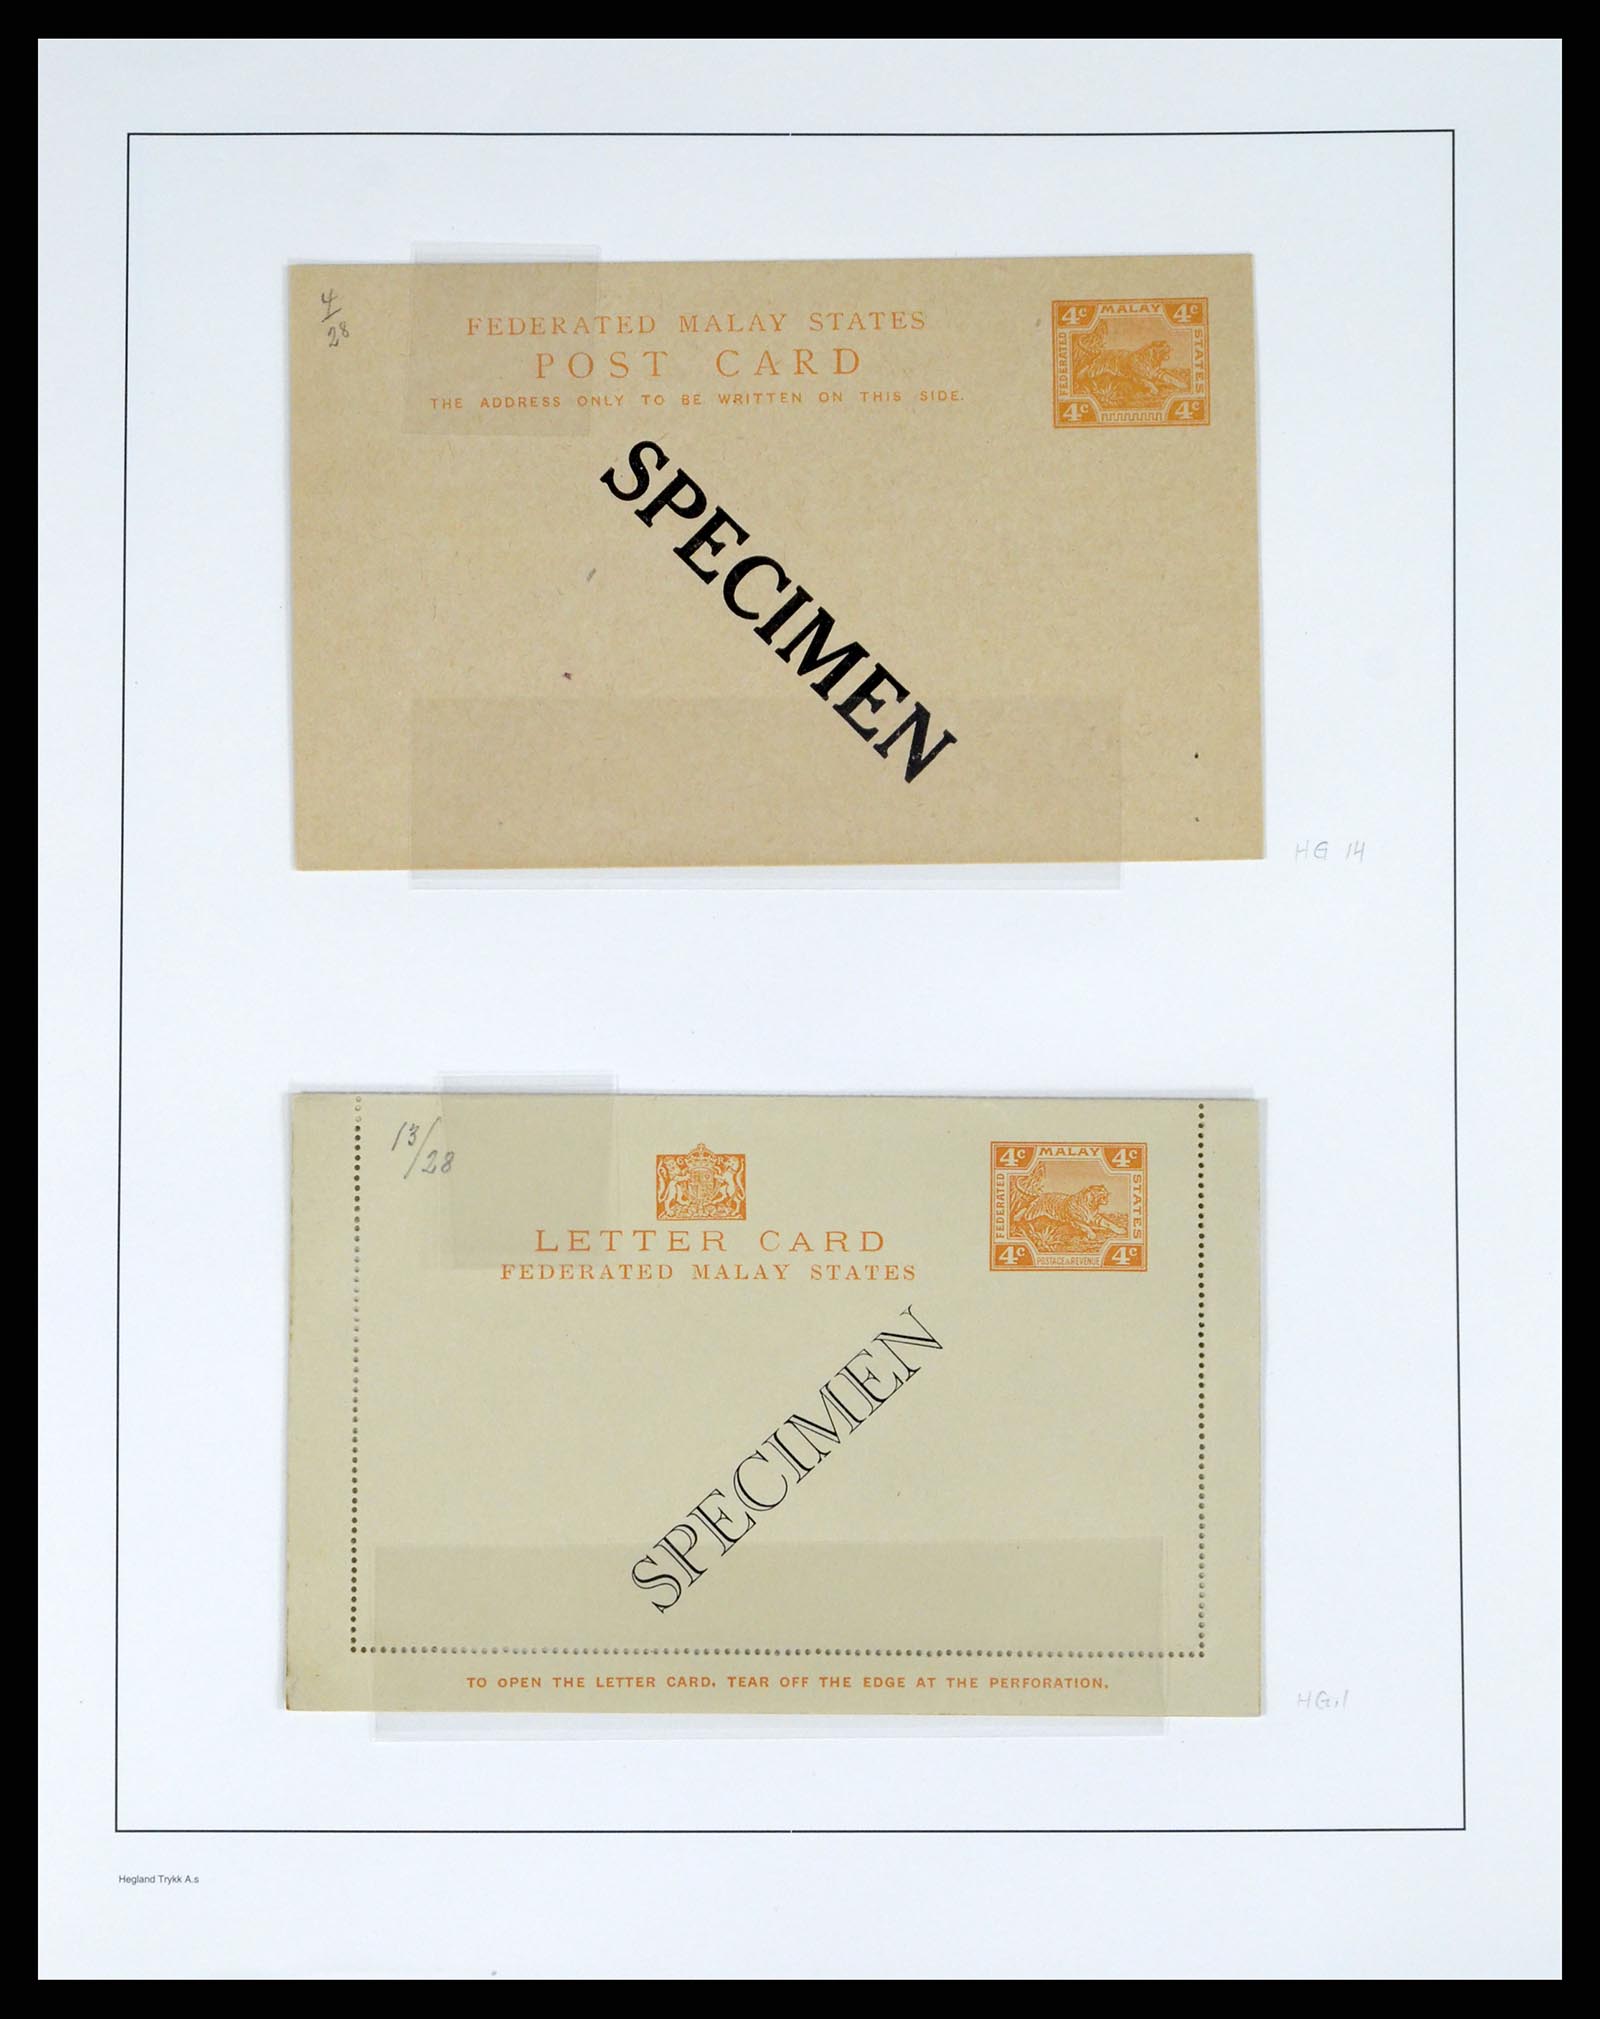 4/28
FEDERATED MALAY STATES
POST CARD
THE ADDRESS ONLY TO BE WRITTEN ON THIS SIDE.
4c MALAY 4c
FEDERATED
STATES
4c 4c
SPECIMEN
HG 14
13/28
LETTER CARD
FEDERATED MALAY STATES
4c MALAY 4c
FEDERATED
STATES
4c POSTAGE & REVENUE 4c
SPECIMEN
TO OPEN THE LETTER CARD, TEAR OFF THE EDGE AT THE PERFORATION.
Hegland Trykk A.s